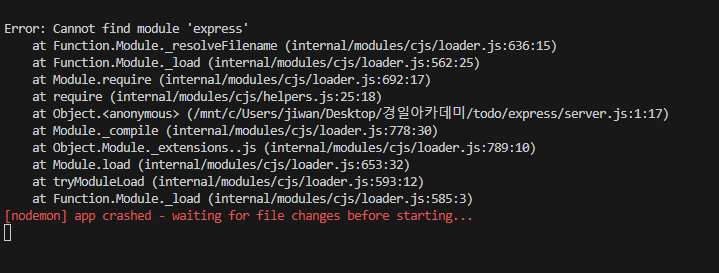 Error: Cannot find module 'express'
at Function.Module._resolveFilename (internal/modules/cjs/loader.js:636:15)
at Function.Module._load (internal/modules/cjs/loader.js:562:25)
at Module.require (internal/modules/cjs/loader.js:692:17)
at require (internal/modules/cjs/helpers.js:25:18)
at Object.<anonymous> (/mnt/c/Users/jiwan/Desktop/경일아카데미/todo/express/server.js:1:17)
at Module._compile (internal/modules/cjs/loader.js:778:30)
at Object.Module._extensions..js (internal/modules/cjs/loader.js:789:10)
at Module.load (internal/modules/cjs/loader.js:653:32)
at tryModuleLoad (internal/modules/cjs/loader.js:593:12)
at Function.Module._load (internal/modules/cjs/loader.js:585:3)
[nodemon] app crashed - waiting for file changes before starting...